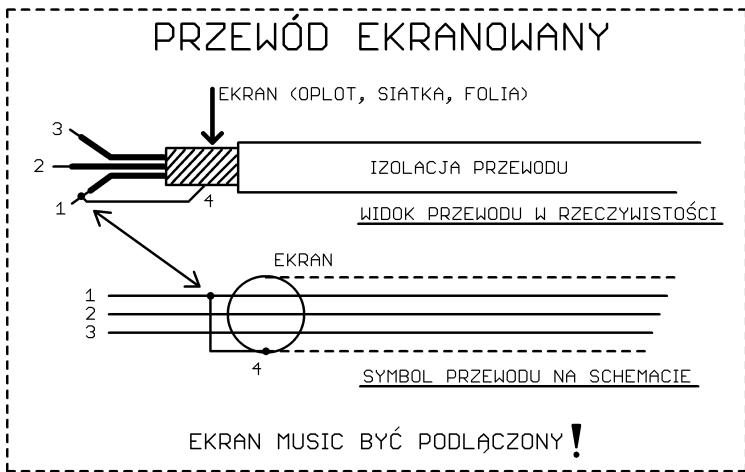 PRZEWÓD EKRANOWANY
EKRAN (OPLOT, SIATKA, FOLIA)
3
2
1
4
IZOLACJA PRZEWODU
WIDOK PRZEWODU W RZECZYWISTOŚCI
EKRAN
1
2
3
4
SYMBOL PRZEWODU NA SCHEMACIE
EKRAN MUSIC BYĆ PODLĄCZONY!